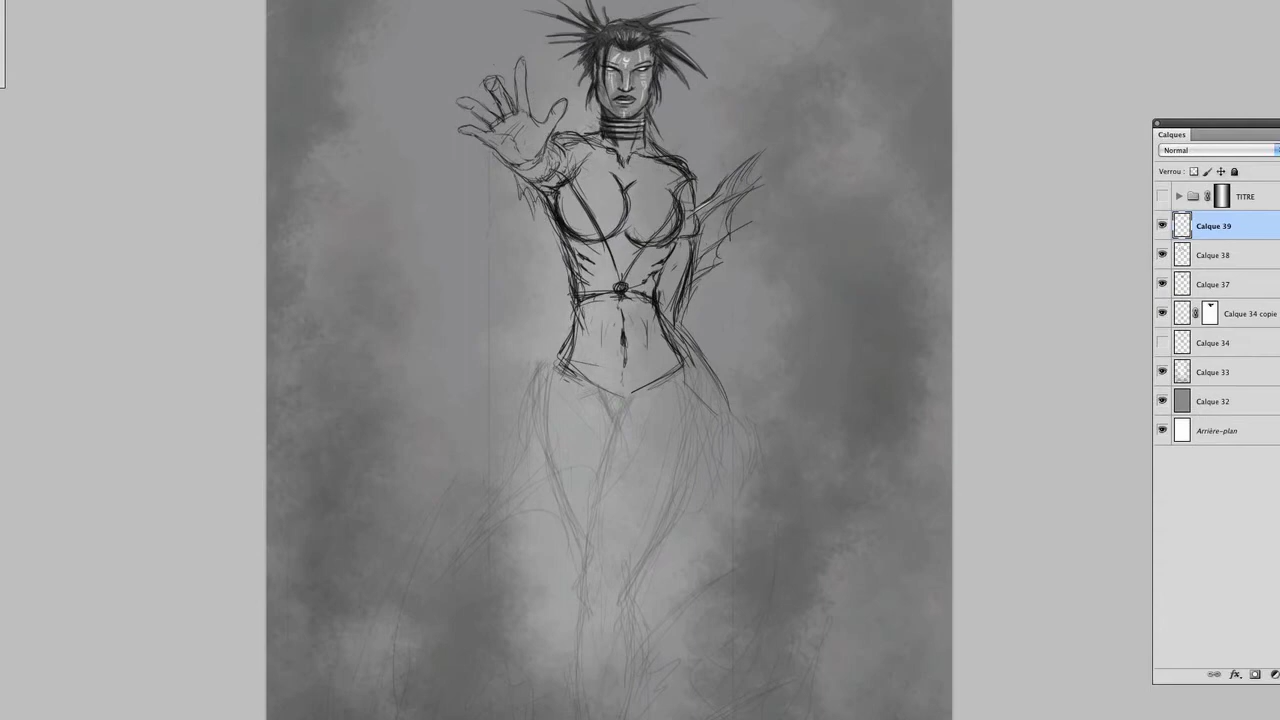 Calques
Normal
Verrou :
TITRE
Calque 39
Calque 38
Calque 37
Calque 34 copie
Calque 34
Calque 33
Calque 32
Arrière-plan
fx.